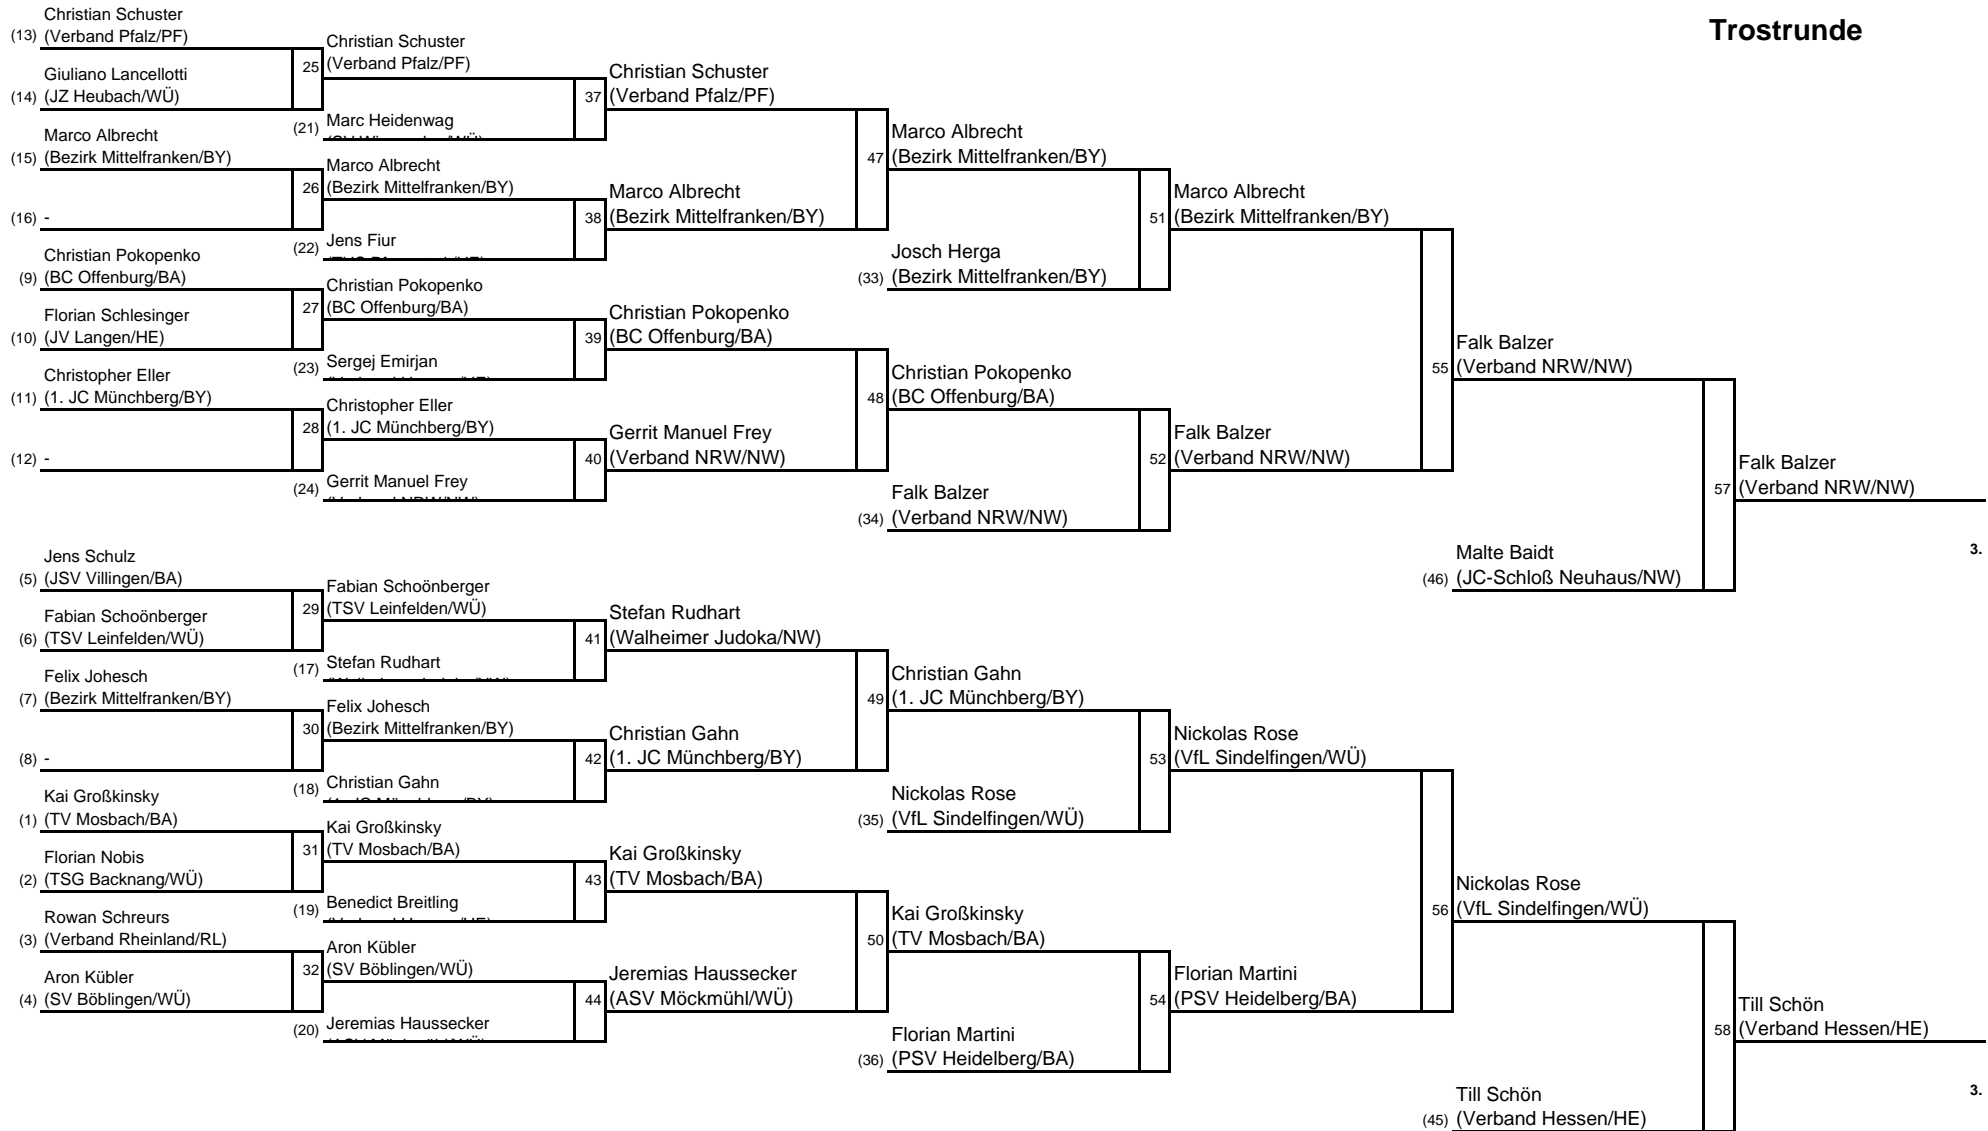 Trostrunde
Christian Schuster
(13) (Verband Pfalz/PF)
Giuliano Lancellotti
(14) (JZ Heubach/WÜ)
Marco Albrecht
(15) (Bezirk Mittelfranken/BY)
(16) -
Christian Pokopenko
(9) (BC Offenburg/BA)
Florian Schlesinger
(10) (JV Langen/HE)
Christopher Eller
(11) (1. JC Münchberg/BY)
(12) -
Jens Schulz
(5) (JSV Villingen/BA)
Fabian Schoönberger
(6) (TSV Leinfelden/WÜ)
Felix Johesch
(7) (Bezirk Mittelfranken/BY)
(8) -
Kai Großkinsky
(1) (TV Mosbach/BA)
Florian Nobis
(2) (TSG Backnang/WÜ)
Rowan Schreurs
(3) (Verband Rheinland/RL)
Aron Kübler
(4) (SV Böblingen/WÜ)
Christian Schuster
25 (Verband Pfalz/PF)
(21) Marc Heidenwag
Marco Albrecht
26 (Bezirk Mittelfranken/BY)
(22) Jens Fiur
Christian Pokopenko
27 (BC Offenburg/BA)
(23) Sergej Emirjan
Christopher Eller
28 (1. JC Münchberg/BY)
(24) Gerrit Manuel Frey
Fabian Schoönberger
29 (TSV Leinfelden/WÜ)
(17) Stefan Rudhart
Felix Johesch
30 (Bezirk Mittelfranken/BY)
(18) Christian Gahn
Kai Großkinsky
31 (TV Mosbach/BA)
(19) Benedict Breitling
Aron Kübler
32 (SV Böblingen/WÜ)
(20) Jeremias Haussecker
Christian Schuster
37 (Verband Pfalz/PF)
Marco Albrecht
38 (Bezirk Mittelfranken/BY)
Christian Pokopenko
39 (BC Offenburg/BA)
Gerrit Manuel Frey
40 (Verband NRW/NW)
Stefan Rudhart
41 (Walheimer Judoka/NW)
Christian Gahn
42 (1. JC Münchberg/BY)
Kai Großkinsky
43 (TV Mosbach/BA)
Jeremias Haussecker
44 (ASV Möckmühl/WÜ)
Marco Albrecht
47 (Bezirk Mittelfranken/BY)
Josch Herga
(33) (Bezirk Mittelfranken/BY)
Christian Pokopenko
48 (BC Offenburg/BA)
Falk Balzer
(34) (Verband NRW/NW)
Christian Gahn
49 (1. JC Münchberg/BY)
Nickolas Rose
(35) (VfL Sindelfingen/WÜ)
Kai Großkinsky
50 (TV Mosbach/BA)
Florian Martini
(36) (PSV Heidelberg/BA)
Marco Albrecht
51 (Bezirk Mittelfranken/BY)
Falk Balzer
52 (Verband NRW/NW)
Nickolas Rose
53 (VfL Sindelfingen/WÜ)
Florian Martini
54 (PSV Heidelberg/BA)
Falk Balzer
55 (Verband NRW/NW)
Malte Baidt
(46) (JC-Schloß Neuhaus/NW)
Nickolas Rose
56 (VfL Sindelfingen/WÜ)
Till Schön
(45) (Verband Hessen/HE)
Falk Balzer
57 (Verband NRW/NW)
3.
Till Schön
58 (Verband Hessen/HE)
3.